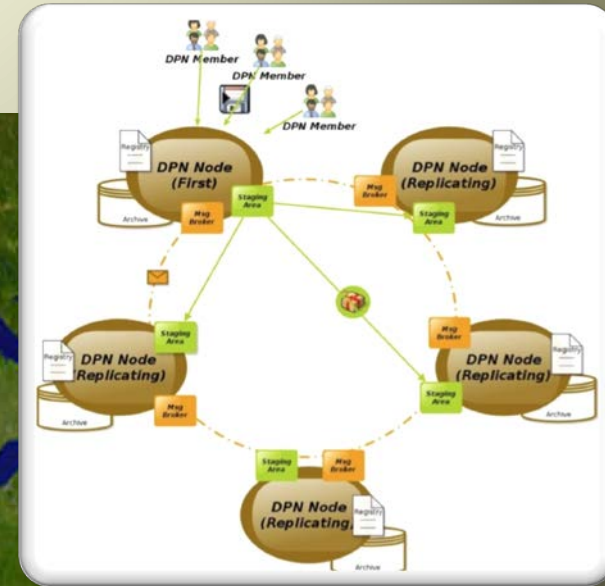 DPN Member
DPN Member
DPN Member
Registry
DPN Node
(First)
Archive
Msg
Broker
Staging
Area
DPN Node
(Replicating)
Registry
Msg
Broker
Staging
Area
Archive
Registry
DPN Node
(Replicating)
Staging
Area
Msg
Broker
Archive
Msg
Broker
DPN Node
(Replicating)
Registry
Staging
Area
Archive
Staging
Area
Msg
Broker
DPN Node
(Replicating)
Registry
Archive